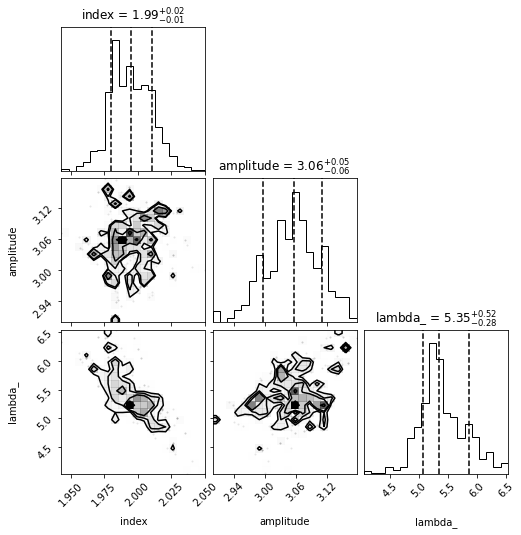 index = 1.99+0.02−0.01
amplitude = 3.06+0.05−0.06
3.12
3.06
3.00
2.94
amplitude
lambda_ = 5.35+0.52−0.28
6.5
6.0
5.5
5.0
4.5
lambda_
1.950 1.975 2.000 2.025 2.050
2.94 3.00 3.06 3.12
4.5 5.0 5.5 6.0 6.5
index amplitude lambda_